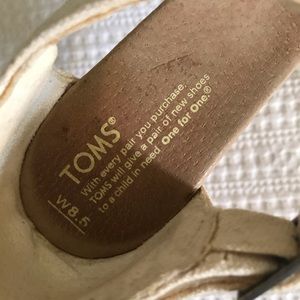 TOMS®
With every pair you purchase,
TOMS will give a pair of new shoes
to a child in need. One for One.®
W8.5